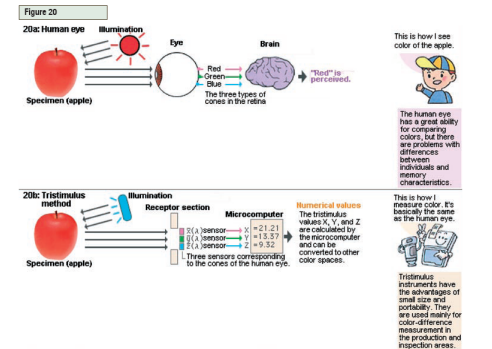 Figure 20
20a: Human eye
Illumination
Eye
Brain
Red
Green
Blue
"Red" is
perceived.
The three types of
cones in the retina
Specimen (apple)
This is how I see
color of the apple.
The human eye
has a great ability
for comparing
colors, but there
are problems with
differences
between
individuals and
memory
characteristics.
20b: Tristimulus
method
Illumination
Receptor section
Microcomputer
x̄(λ)sensor X =21.21
ȳ(λ)sensor Y =13.37
z̄(λ)sensor Z =9.32
Three sensors corresponding
to the cones of the human eye.
Specimen (apple)
Numerical values
The tristimulus
values X, Y, and Z
are calculated by
the microcomputer
and can be
converted to other
color spaces.
This is how I
measure color. It's
basically the same
as the human eye.
Tristimulus
instruments have
the advantages of
small size and
portability. They
are used mainly for
color-difference
measurement in
the production and
inspection areas.